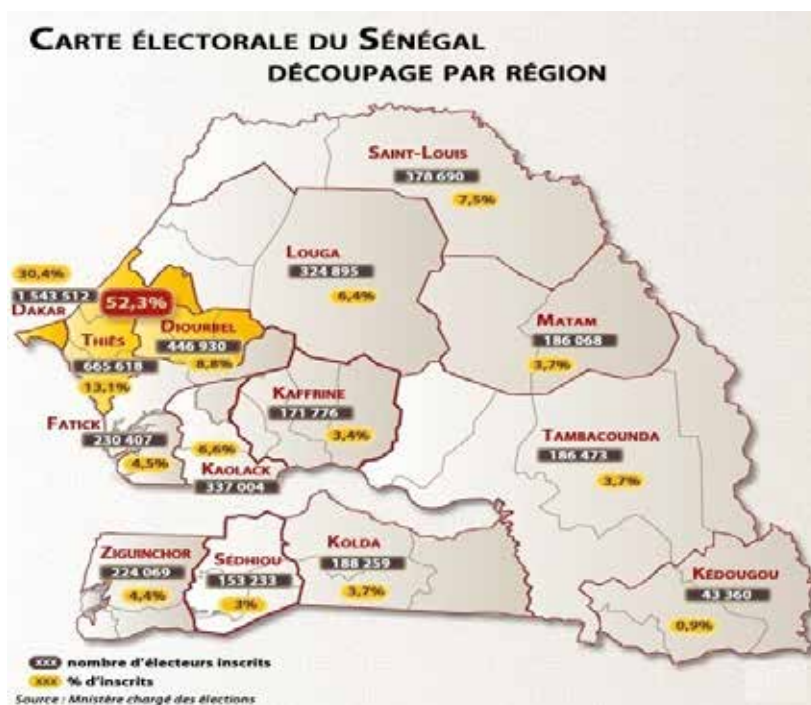 CARTE ÉLECTORALE DU SÉNÉGAL
DÉCOUPAGE PAR RÉGION
SAINT-LOUIS
378 690
7,5%
LOUGA
324 895
6,4%
30,4%
1 543 512
DAKAR
52,3%
THIÈS
665 618
13,1%
DIOURBEL
446 930
8,8%
MATAM
186 068
3,7%
KAFFRINE
171 776
3,4%
FATICK
230 407
4,5%
6,6%
KAOLACK
337 004
TAMBACOUNDA
186 473
3,7%
ZIGUINCHOR
224 069
4,4%
SÉDHIOU
153 233
3%
KOLDA
188 259
3,7%
KÉDOUGOU
43 360
0,9%
XXX nombre d'électeurs inscrits
XXX % d'inscrits
Source : Mnistère chargé des élections